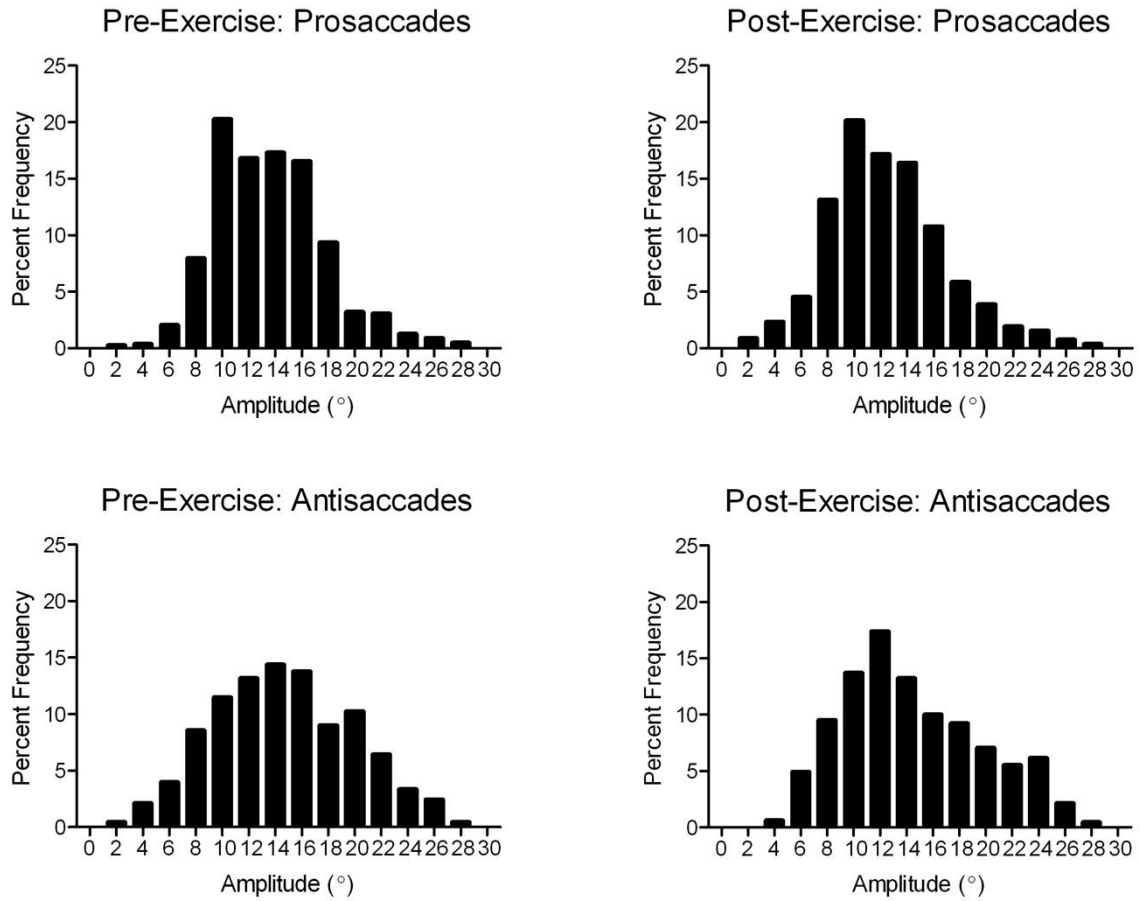 Pre-Exercise: Prosaccades
25
20
15
10
5
0
Percent Frequency
0 2 4 6 8 10 12 14 16 18 20 22 24 26 28 30
Amplitude (°)
Post-Exercise: Prosaccades
25
20
15
10
5
0
Percent Frequency
0 2 4 6 8 10 12 14 16 18 20 22 24 26 28 30
Amplitude (°)
Pre-Exercise: Antisaccades
25
20
15
10
5
0
Percent Frequency
0 2 4 6 8 10 12 14 16 18 20 22 24 26 28 30
Amplitude (°)
Post-Exercise: Antisaccades
25
20
15
10
5
0
Percent Frequency
0 2 4 6 8 10 12 14 16 18 20 22 24 26 28 30
Amplitude (°)